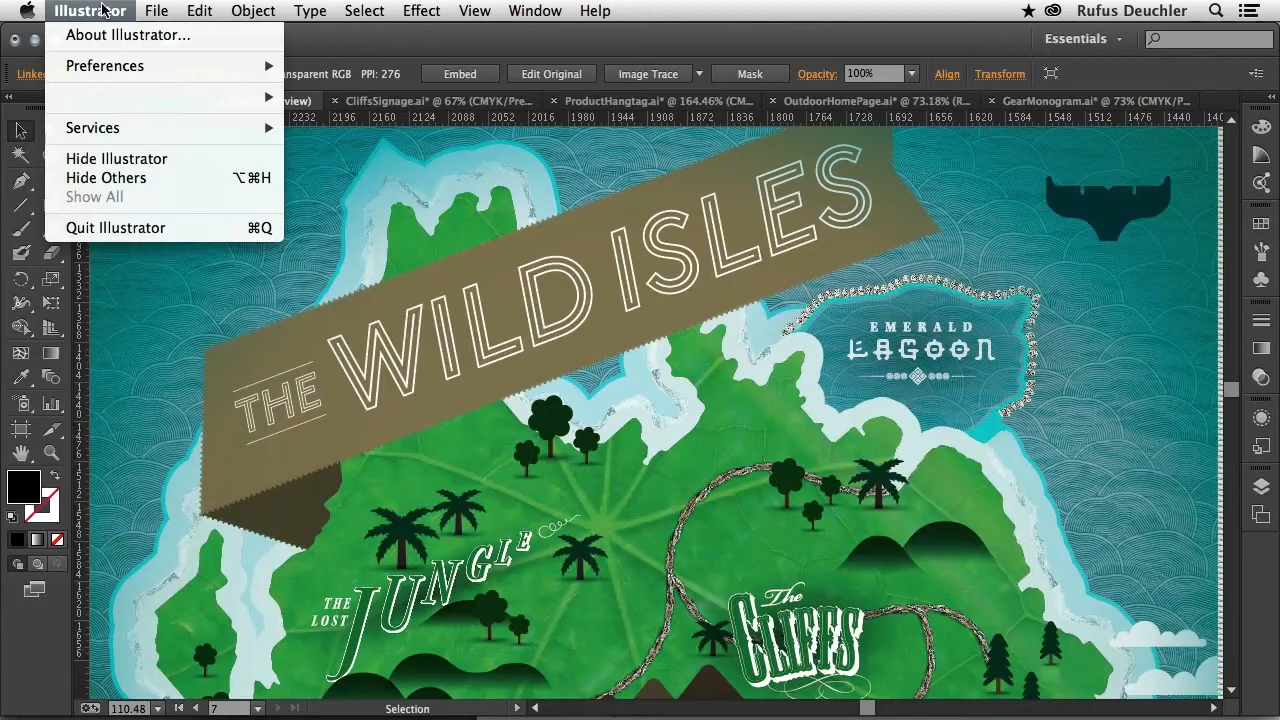 Illustrator File Edit Object Type Select Effect View Window Help Rufus Deuchler
About Illustrator...
Preferences
Services
Hide Illustrator
Hide Others ⌥⌘H
Show All
Quit Illustrator ⌘Q
Essentials
Linke
nsparent RGB PPI: 276 Embed Edit Original Image Trace Mask Opacity: 100% Align Transform
view) × CliffsSignage.ai* @ 67% (CMYK/Pre... × ProductHangtag.ai* @ 164.46% (CM... × OutdoorHomePage.ai* @ 73.18% (R... × GearMonogram.ai* @ 73% (CMYK/P...
2232 2196 2160 2124 2088 2052 2016 1980 1944 1908 1872 1836 1800 1764 1728 1692 1656 1620 1584 1548 1512 1476 1440 140
THE WILD ISLES
EMERALD
LAGOON
THE LOST JUNGLE
The
CLIFFS
110.48 7 Selection